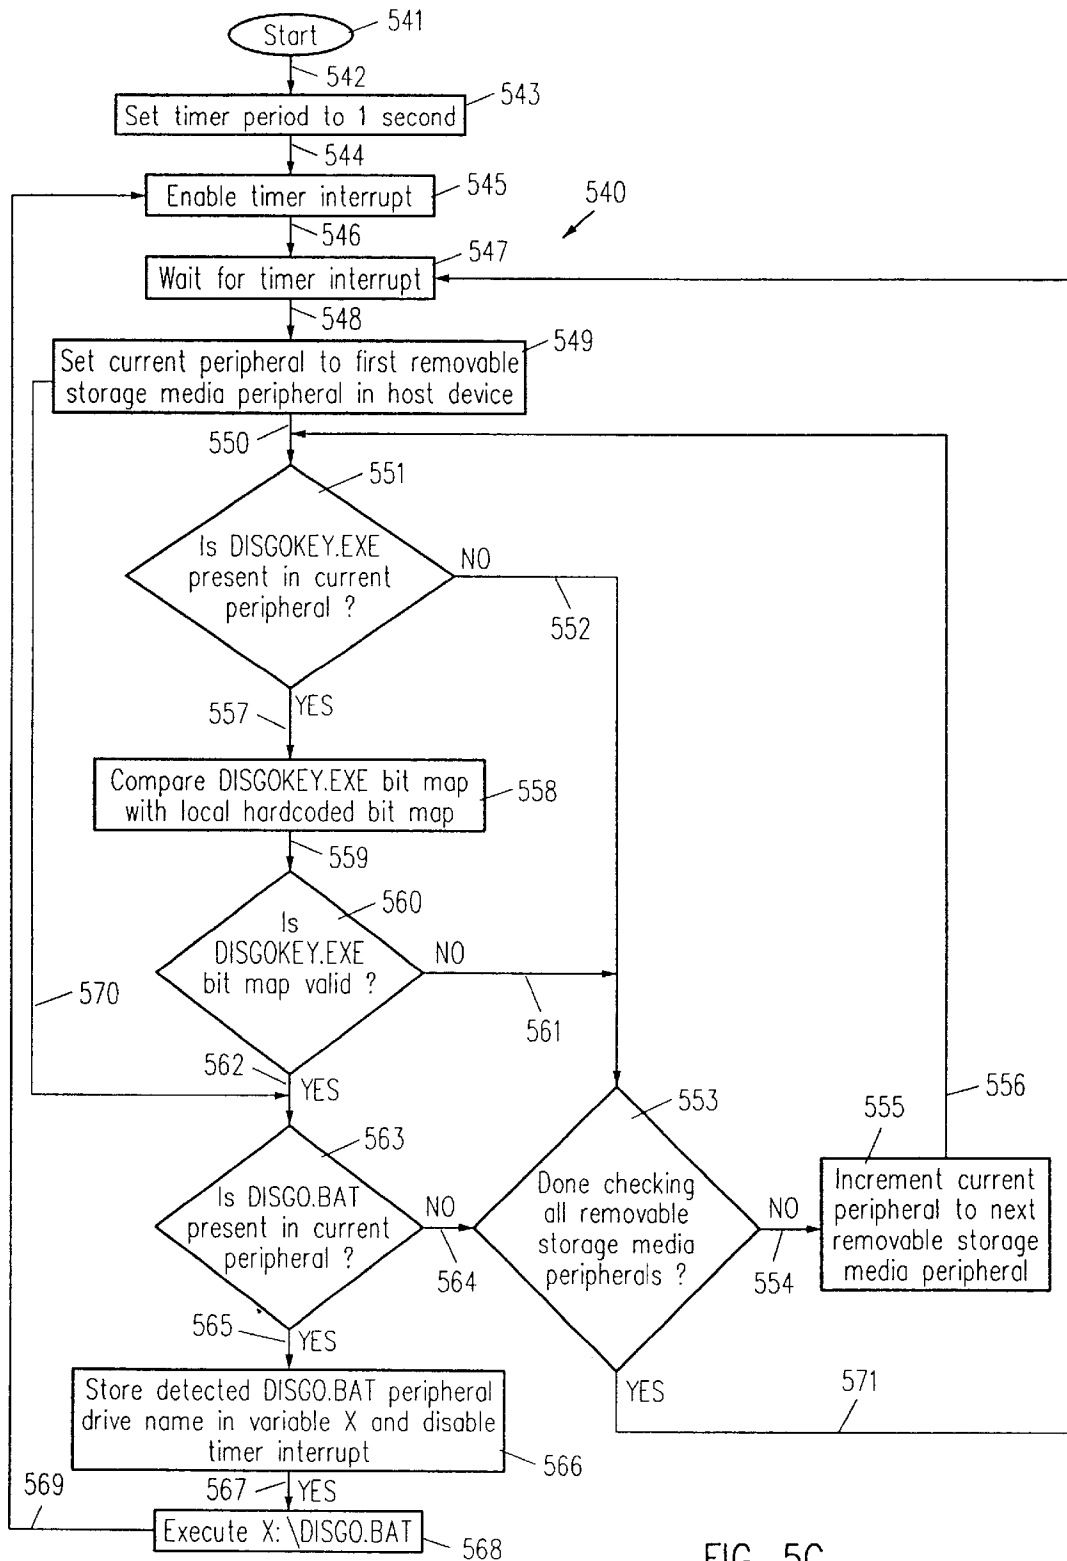 Start
541
542
Set timer period to 1 second
543
544
Enable timer interrupt
545
540
546
Wait for timer interrupt
547
548
Set current peripheral to first removable
storage media peripheral in host device
549
550
551
Is DISGOKEY.EXE
present in current
peripheral ?
NO
552
YES
557
Compare DISGOKEY.EXE bit map
with local hardcoded bit map
558
559
560
Is
DISGOKEY.EXE
bit map valid ?
NO
561
570
562
YES
563
Is DISGO.BAT
present in current
peripheral ?
NO
564
553
Done checking
all removable
storage media
peripherals ?
NO
554
555
556
Increment current
peripheral to next
removable storage
media peripheral
565
YES
YES
571
Store detected DISGO.BAT peripheral
drive name in variable X and disable
timer interrupt
566
567
YES
569
Execute X:\DISGO.BAT
568
FIG. 5C